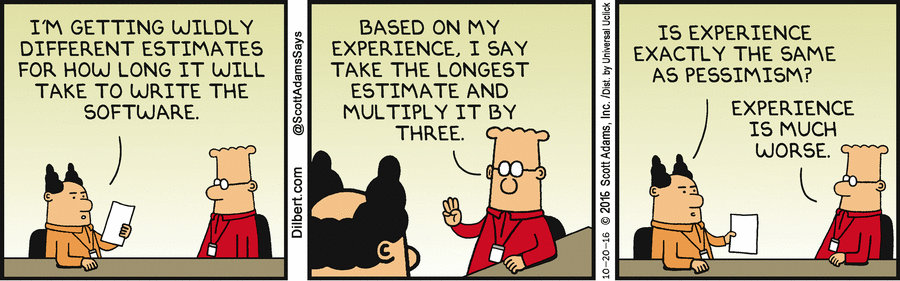 I'M GETTING WILDLY
DIFFERENT ESTIMATES
FOR HOW LONG IT WILL
TAKE TO WRITE THE
SOFTWARE.
Dilbert.com @ScottAdamsSays
BASED ON MY
EXPERIENCE, I SAY
TAKE THE LONGEST
ESTIMATE AND
MULTIPLY IT BY
THREE.
10-20-16 © 2016 Scott Adams, Inc. /Dist. by Universal Uclick
IS EXPERIENCE
EXACTLY THE SAME
AS PESSIMISM?
EXPERIENCE
IS MUCH
WORSE.